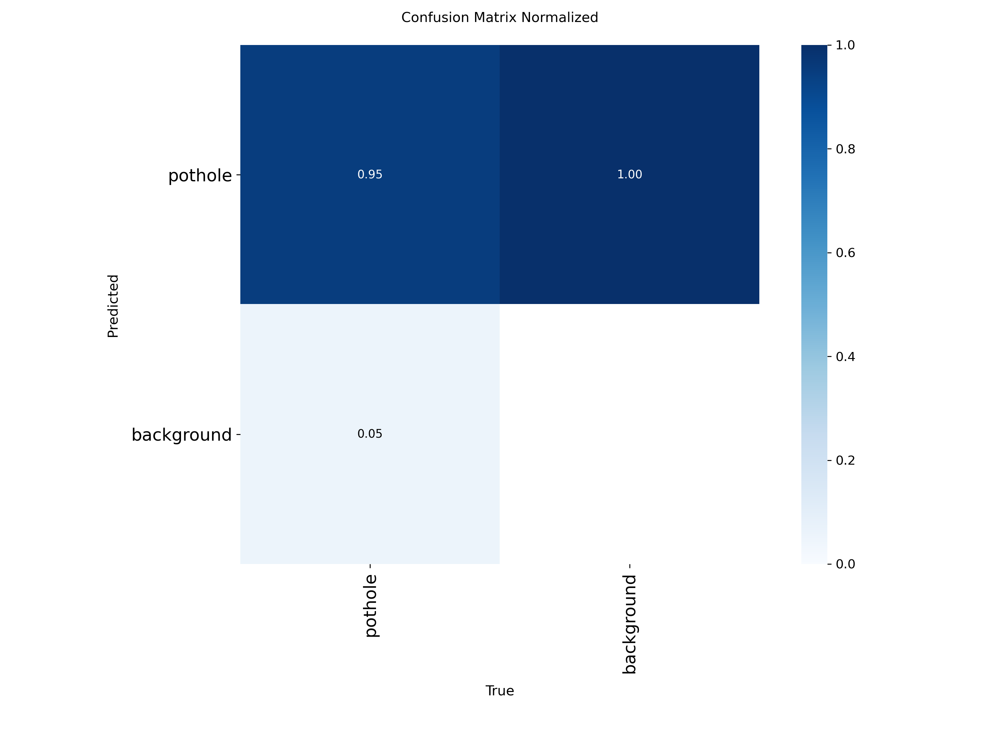 Confusion Matrix Normalized
1.0
0.8
0.6
0.4
0.2
0.0
pothole
0.95
1.00
Predicted
background
0.05
pothole
background
True